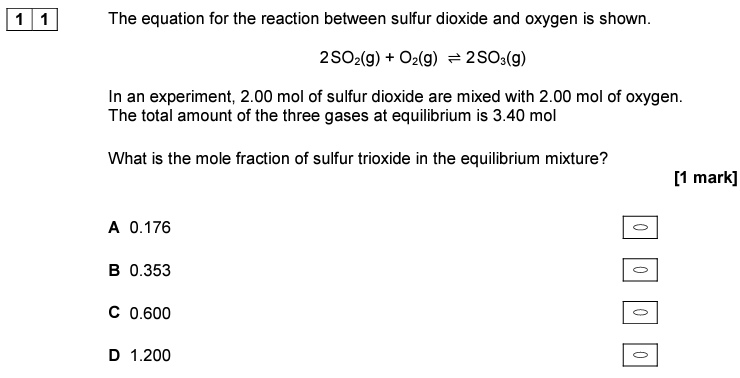 1 1 The equation for the reaction between sulfur dioxide and oxygen is shown.
2SO₂(g) + O₂(g) ⇌ 2SO₃(g)
In an experiment, 2.00 mol of sulfur dioxide are mixed with 2.00 mol of oxygen.
The total amount of the three gases at equilibrium is 3.40 mol
What is the mole fraction of sulfur trioxide in the equilibrium mixture?
[1 mark]
A 0.176
B 0.353
C 0.600
D 1.200